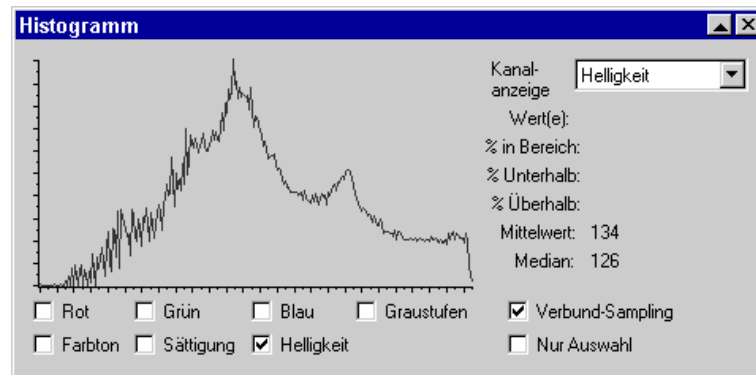 Histogramm
Kanal-
anzeige
Helligkeit
Wert(e):
% in Bereich:
% Unterhalb:
% Überhalb:
Mittelwert: 134
Median: 126
Rot Grün Blau Graustufen Verbund-Sampling
Farbton Sättigung Helligkeit Nur Auswahl